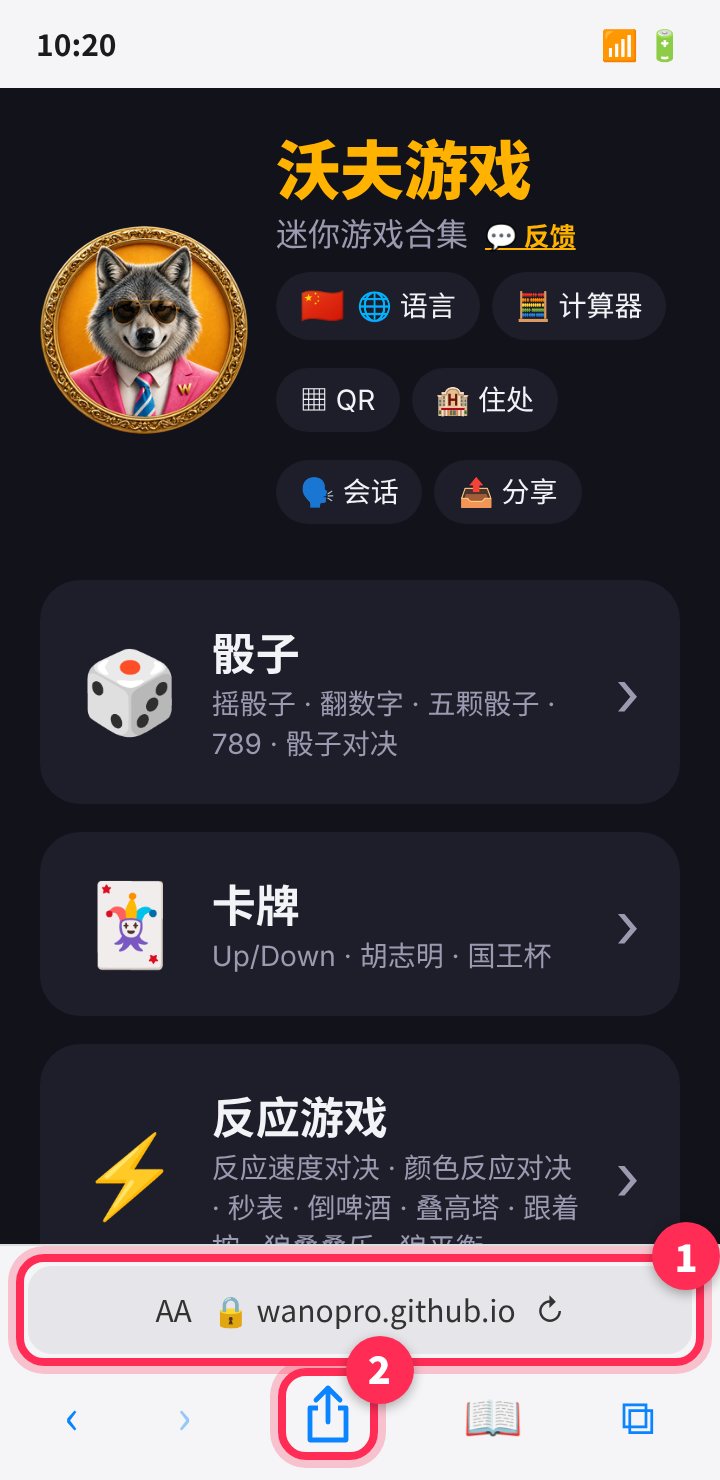 10:20
沃夫游戏
迷你游戏合集 💬 反馈
🇨🇳 🌐 语言
🧮 计算器
QR
🏨 住处
🗣️ 会话
📤 分享
W
骰子
摇骰子 · 翻数字 · 五颗骰子 ·
789 · 骰子对决
›
卡牌
Up/Down · 胡志明 · 国王杯
›
反应游戏
反应速度对决 · 颜色反应对决
· 秒表 · 倒啤酒 · 叠高塔 · 跟着
›
1
AA 🔒 wanopro.github.io ↻
2